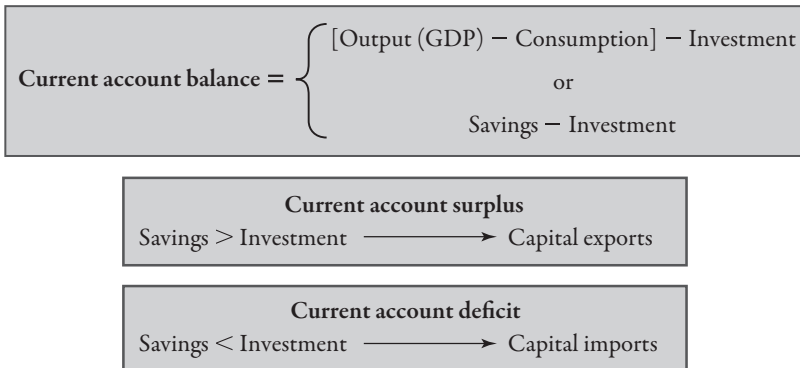 [Output (GDP) − Consumption] − Investment
Current account balance =
or
Savings − Investment
Current account surplus
Savings > Investment → Capital exports
Current account deficit
Savings < Investment → Capital imports